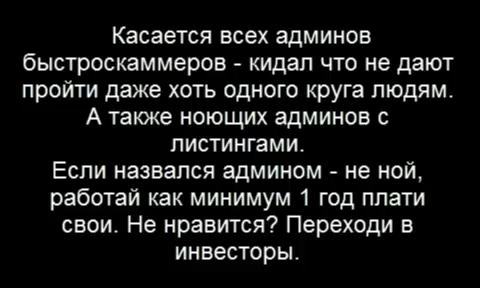 Касается всех админов
быстроскаммеров - кидал что не дают
пройти даже хоть одного круга людям.
А также ноющих админов с
листингами.
Если назвался админом - не ной,
работай как минимум 1 год плати
свои. Не нравится? Переходи в
инвесторы.